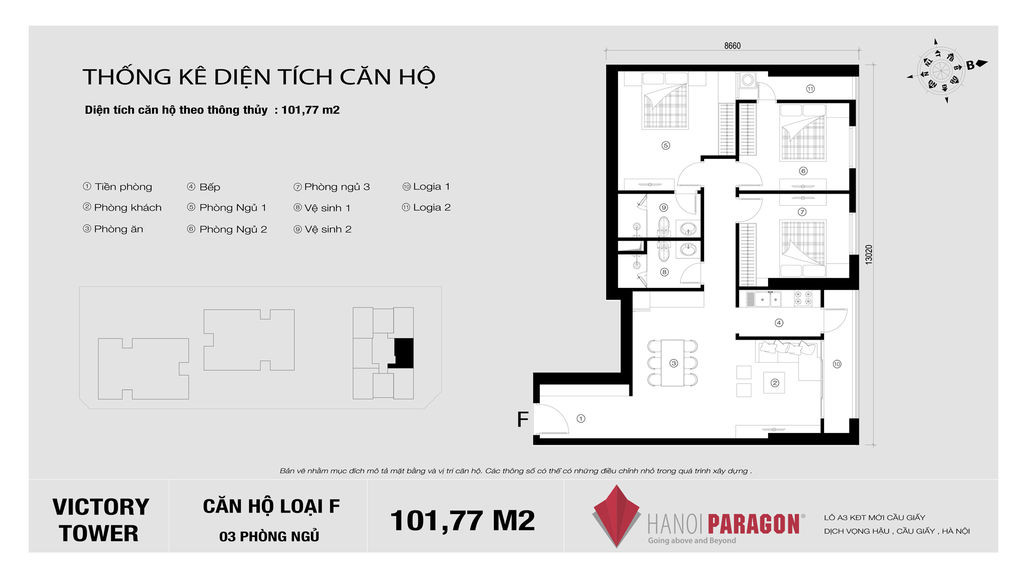 THỐNG KÊ DIỆN TÍCH CĂN HỘ
Diện tích căn hộ theo thông thủy : 101,77 m2
① Tiền phòng ④ Bếp ⑦ Phòng ngủ 3 ⑩ Logia 1
② Phòng khách ⑤ Phòng Ngủ 1 ⑧ Vệ sinh 1 ⑪ Logia 2
③ Phòng ăn ⑥ Phòng Ngủ 2 ⑨ Vệ sinh 2
8660
B
⑪
⑤
⑥
⑨
⑦
13020
⑧
④
③
⑩
②
F
①
Bản vẽ nhằm mục đích mô tả mặt bằng và vị trí căn hộ. Các thông số có thể có những điều chỉnh nhỏ trong quá trình xây dựng .
VICTORY
TOWER
CĂN HỘ LOẠI F
03 PHÒNG NGỦ
101,77 M2
HANOI PARAGON®
Going above and Beyond
LÔ A3 KĐT MỚI CẦU GIẤY
DỊCH VỌNG HẬU , CẦU GIẤY , HÀ NỘI